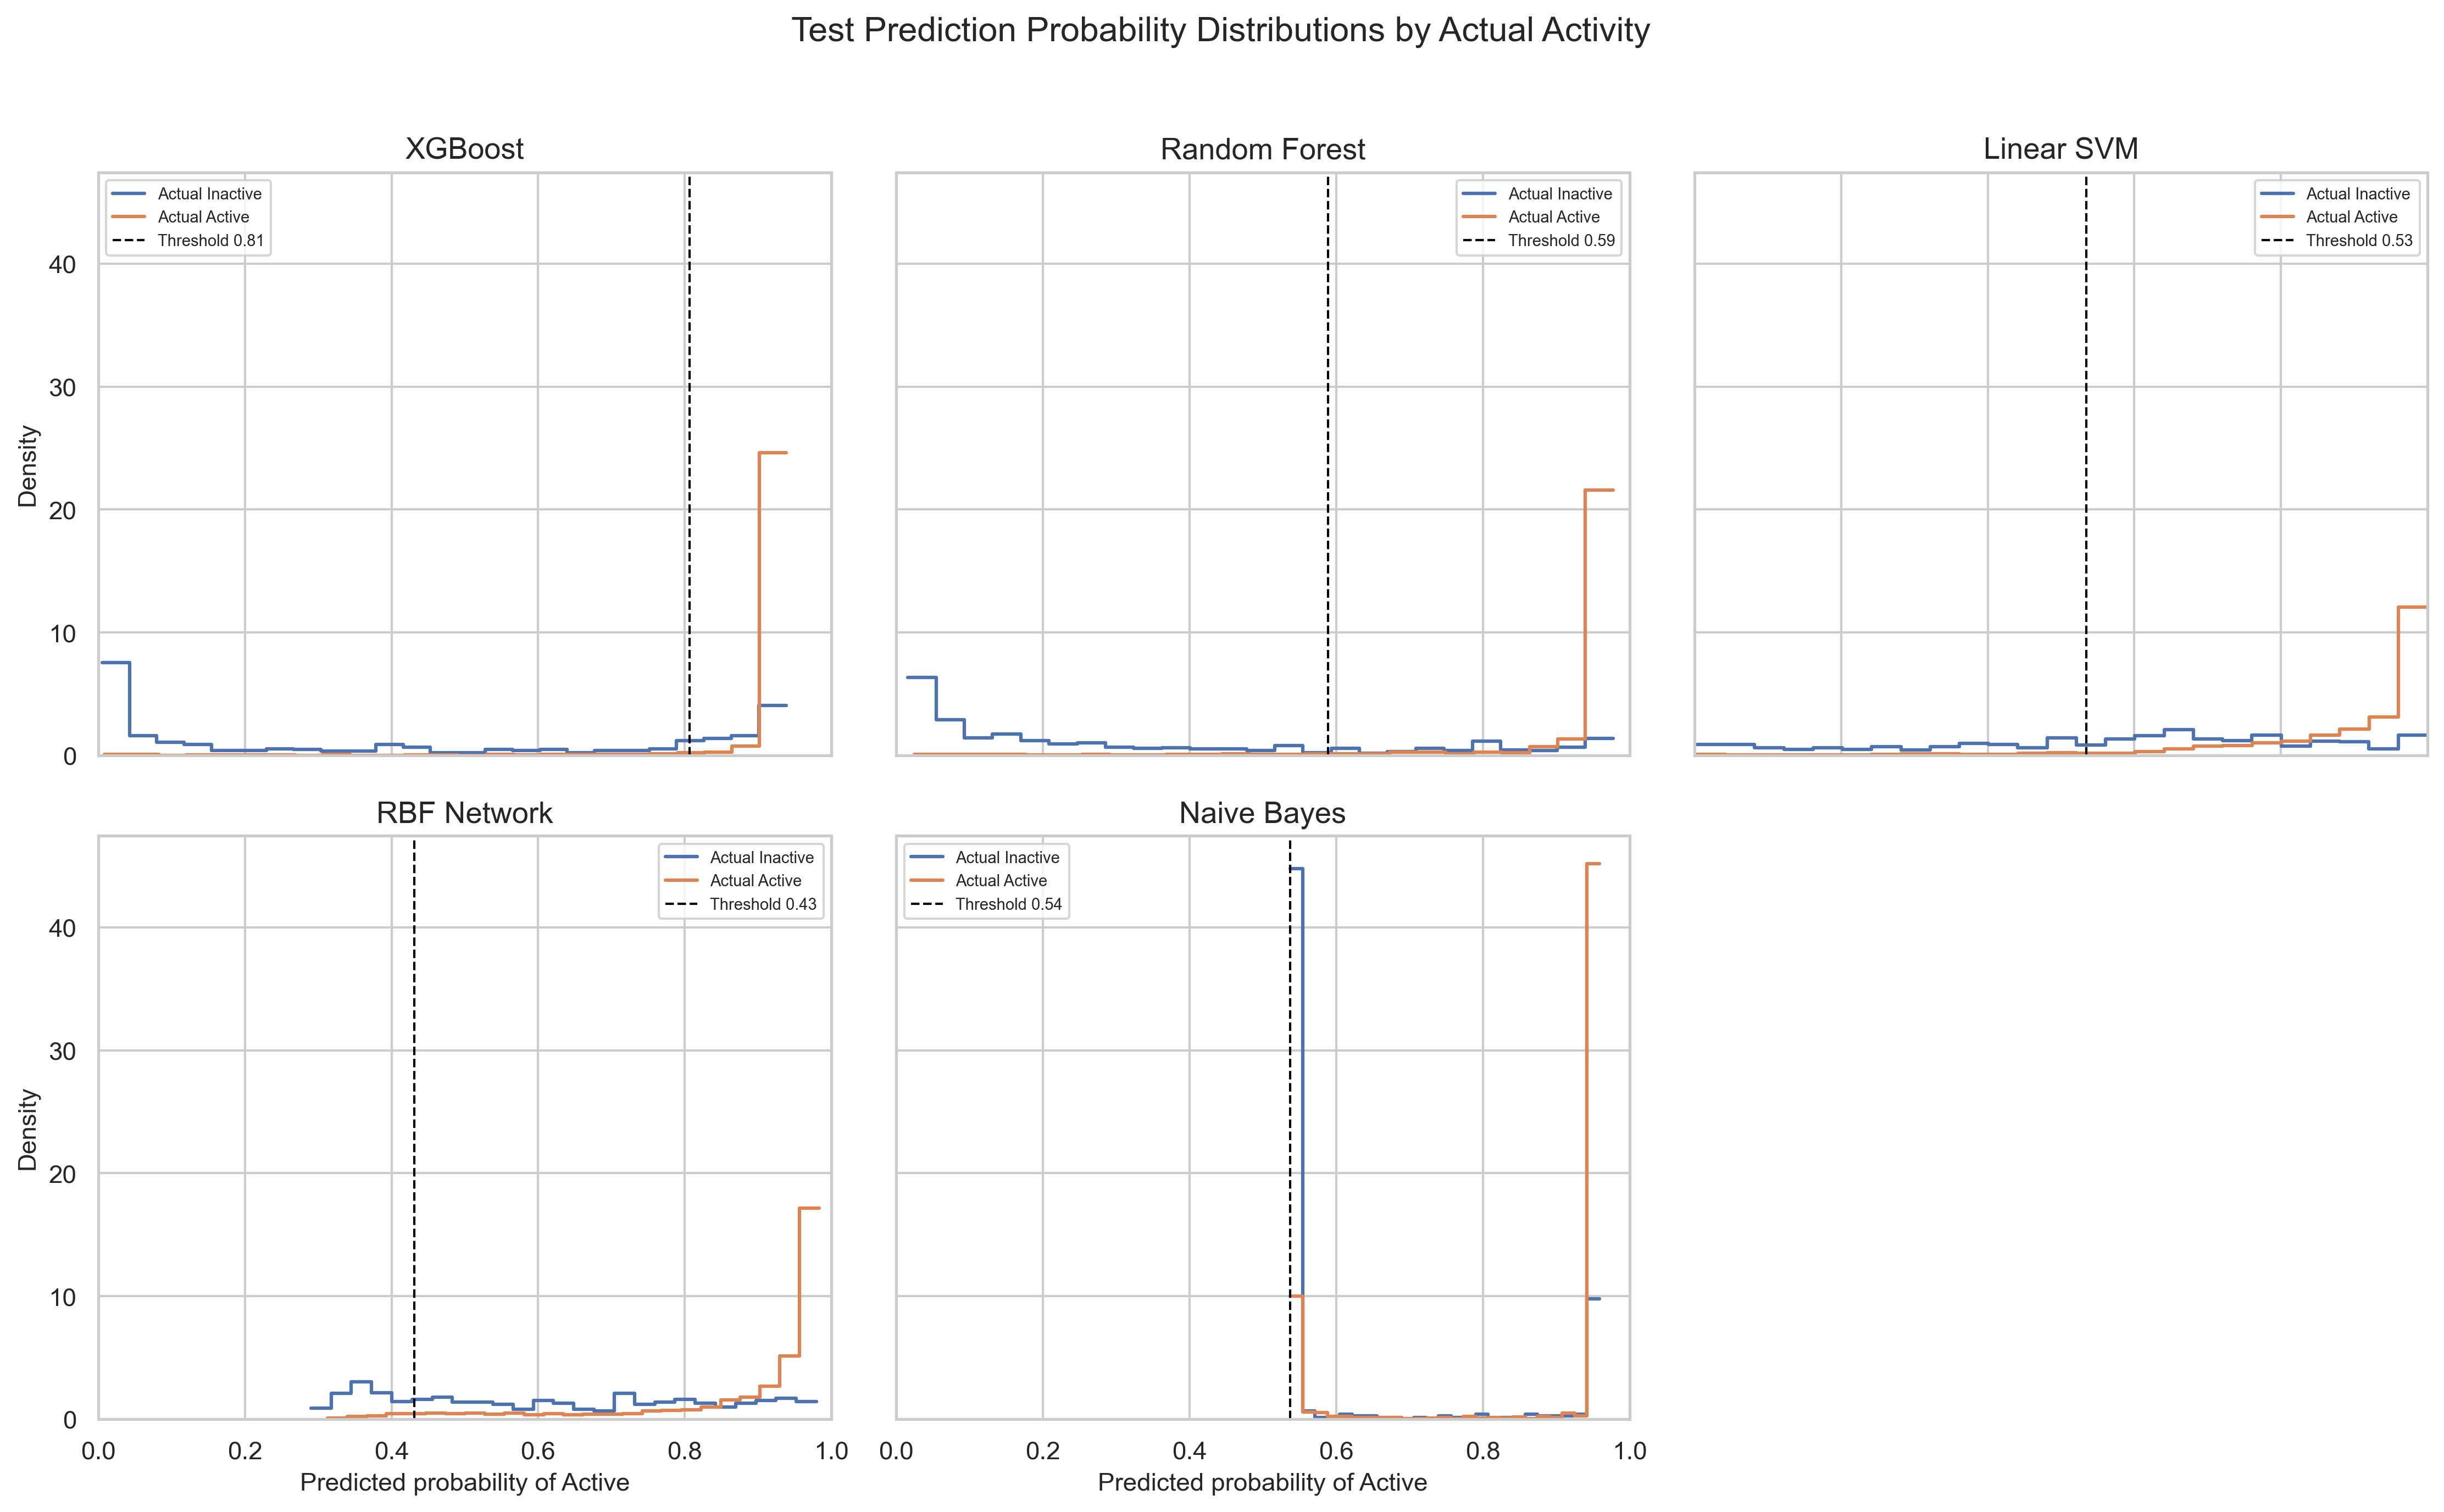 Test Prediction Probability Distributions by Actual Activity
XGBoost
Actual Inactive
Actual Active
Threshold 0.81
Density
40
30
20
10
0
Random Forest
Actual Inactive
Actual Active
Threshold 0.59
Linear SVM
Actual Inactive
Actual Active
Threshold 0.53
RBF Network
Actual Inactive
Actual Active
Threshold 0.43
Density
40
30
20
10
0
0.0 0.2 0.4 0.6 0.8 1.0
Predicted probability of Active
Naive Bayes
Actual Inactive
Actual Active
Threshold 0.54
0.0 0.2 0.4 0.6 0.8 1.0
Predicted probability of Active